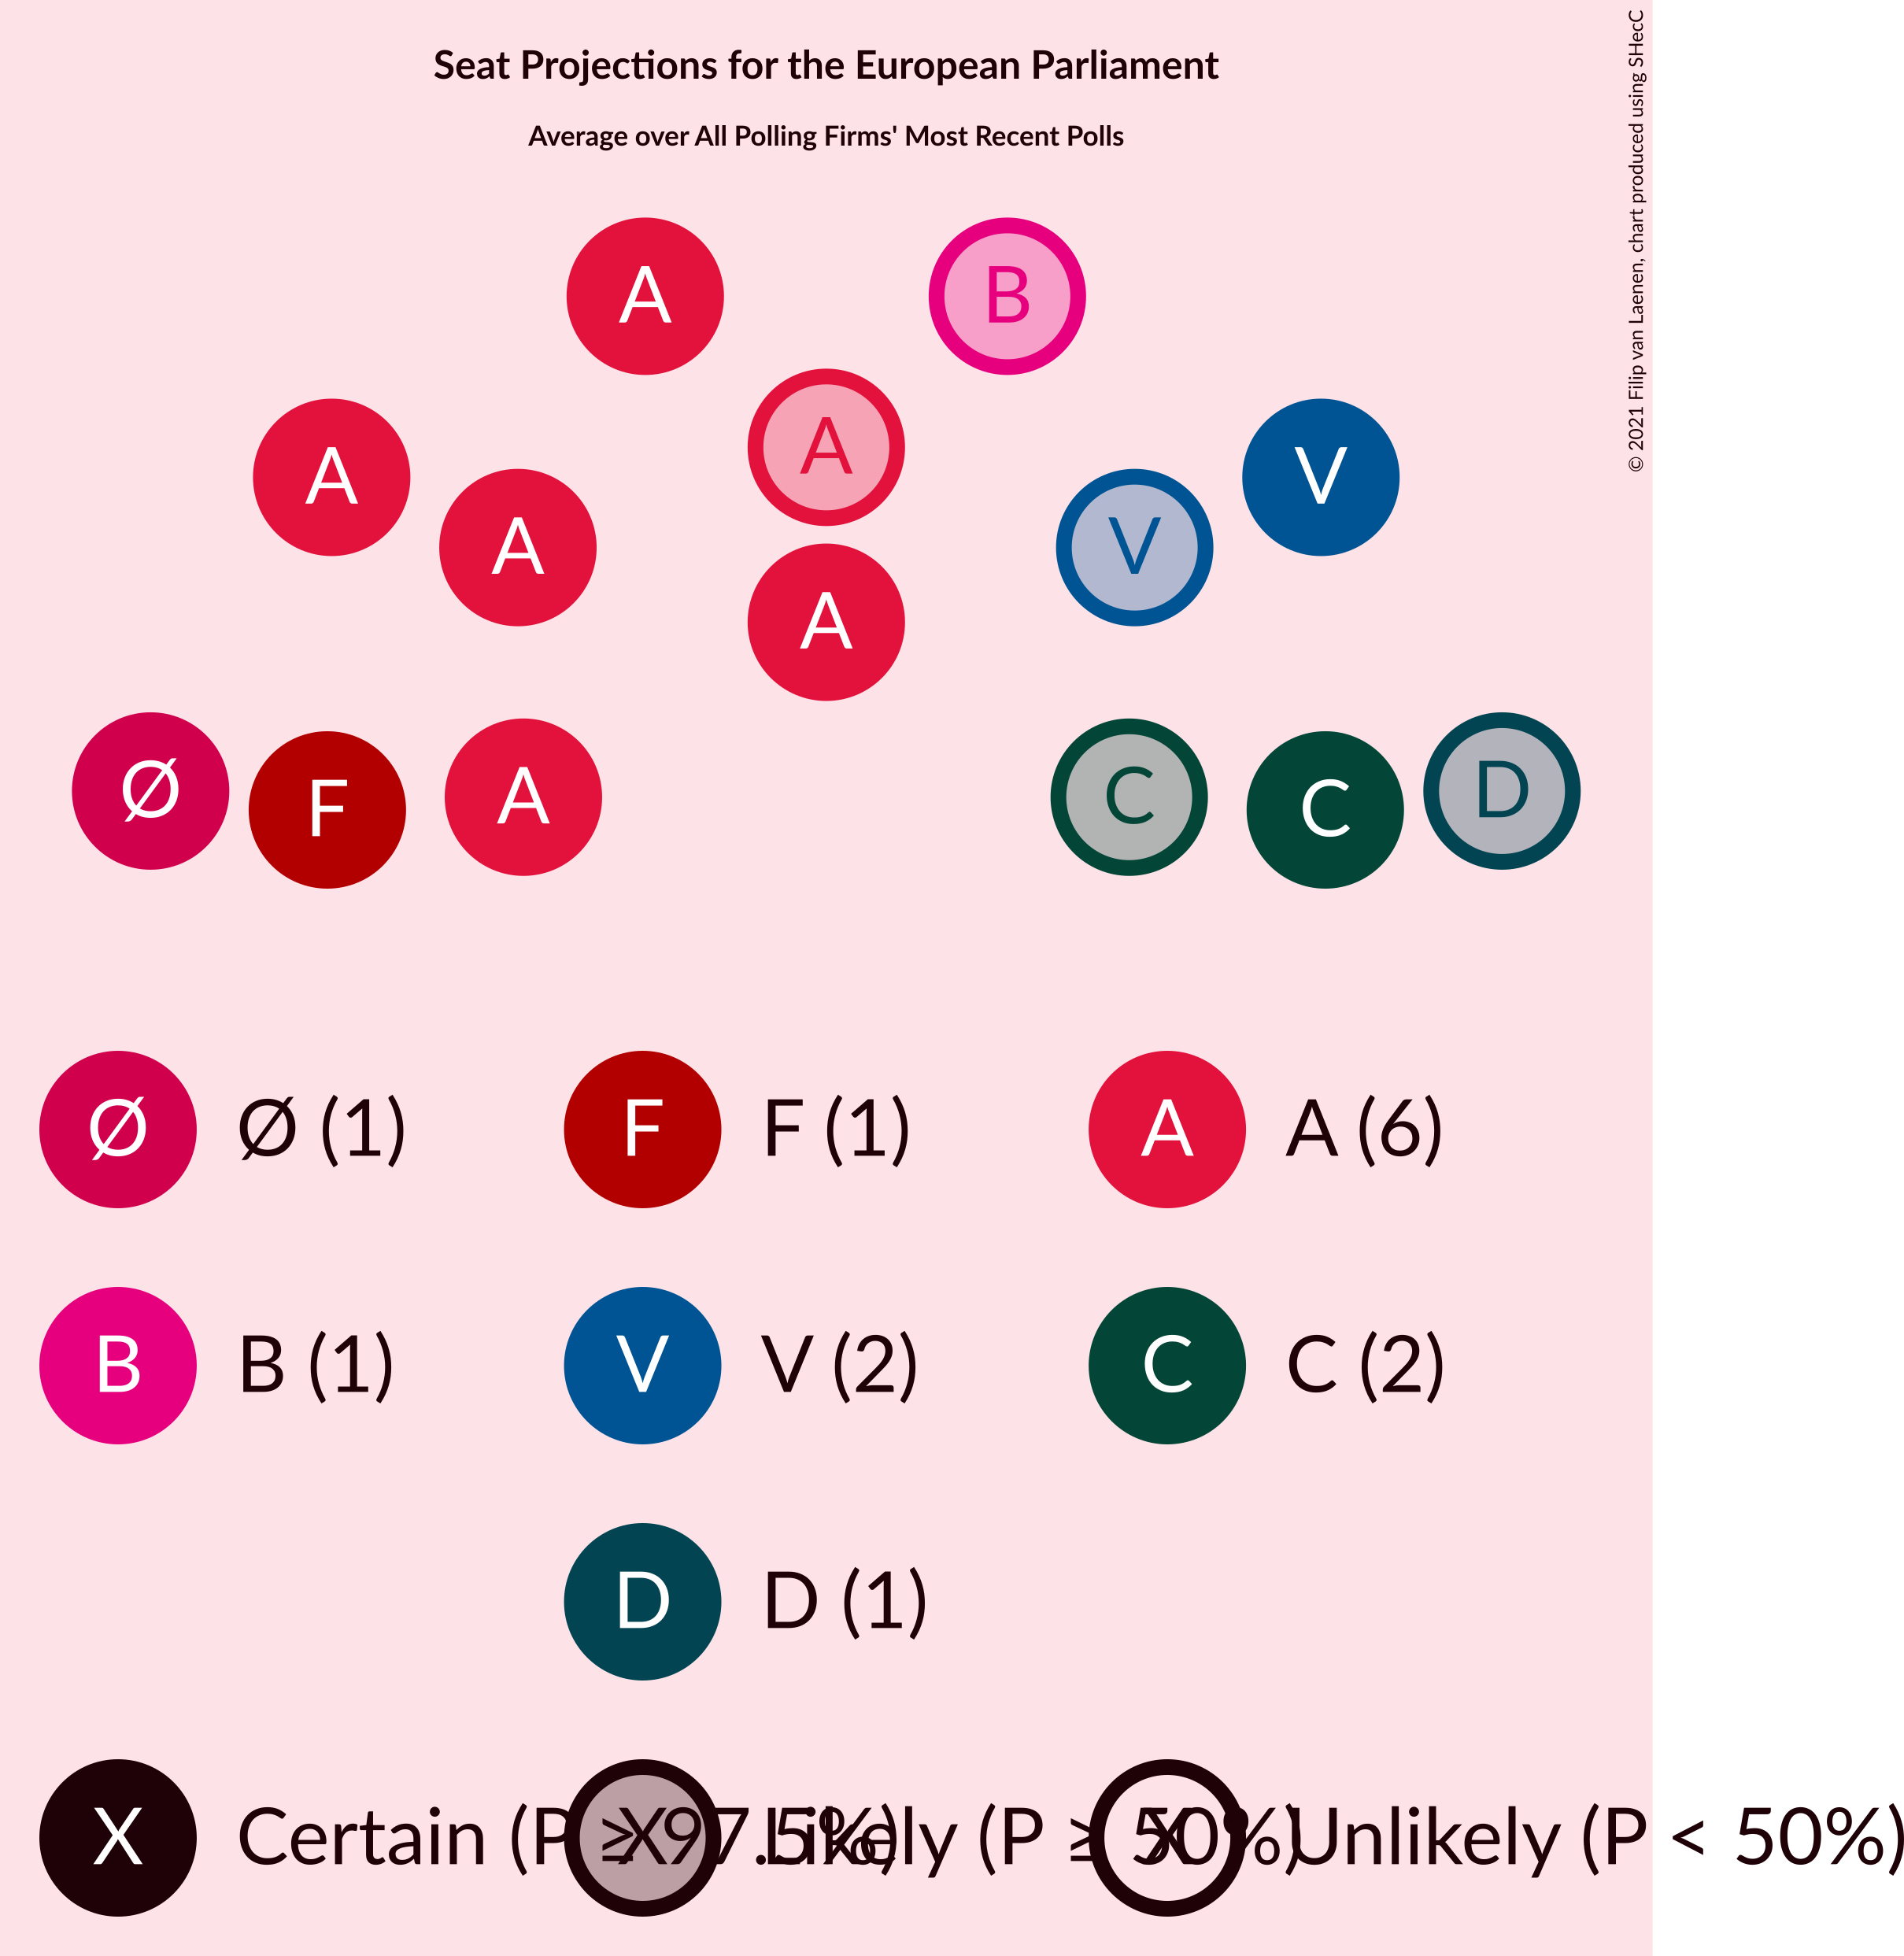 Seat Projections for the European Parliament
Average over All Polling Firms' Most Recent Polls
© 2021 Filip van Laenen, chart produced using SHecC
A
B
A
A
V
A
V
A
Ø
F
A
C
C
D
Ø Ø (1)
F F (1)
A A (6)
B B (1)
V V (2)
C C (2)
D D (1)
X Certain (P ≥ 97.5%)
X Likely (P ≥ 50%)
X Unlikely (P < 50%)